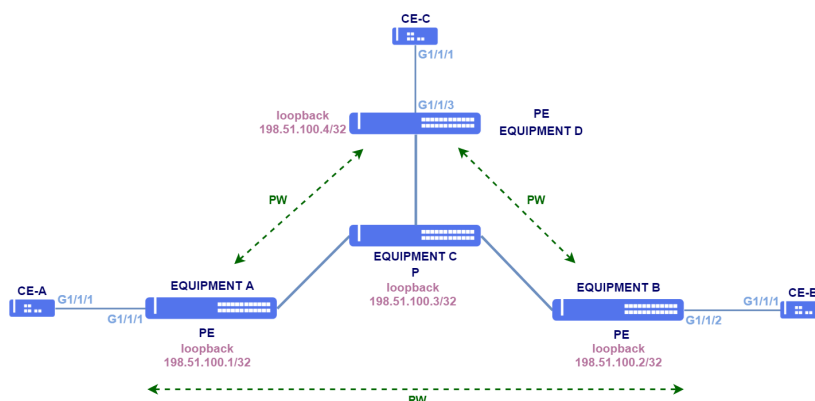 CE-C
G1/1/1
G1/1/3
loopback
198.51.100.4/32
PE
EQUIPMENT D
PW
PW
EQUIPMENT C
P
loopback
198.51.100.3/32
CE-A
G1/1/1
G1/1/1
EQUIPMENT A
PE
loopback
198.51.100.1/32
EQUIPMENT B
PE
loopback
198.51.100.2/32
G1/1/2
G1/1/1
CE-B
PW